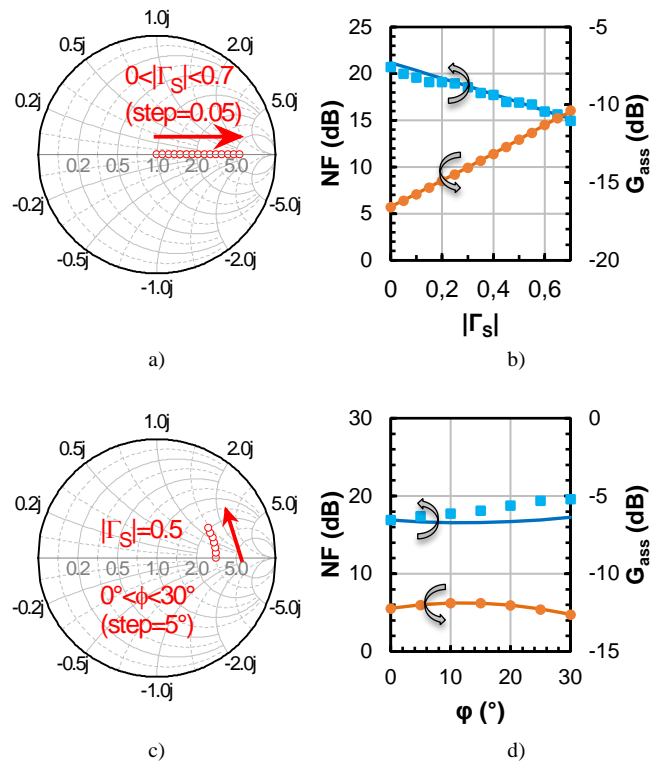 1.0j
0.5j
2.0j
0<|ΓS|<0.7
(step=0.05)
0.2j
5.0j
0.2 0.5 1.0 2.0 5.0
-0.2j
-5.0j
-0.5j
-2.0j
-1.0j
a)
25
20
15
10
5
0
NF (dB)
-5
-10
-15
-20
Gass (dB)
0 0,2 0,4 0,6
|ΓS|
b)
1.0j
0.5j
2.0j
0.2j
5.0j
|ΓS|=0.5
0.2 0.5 1.0 2.0 5.0
0°<ϕ<30°
(step=5°)
-0.2j
-5.0j
-0.5j
-2.0j
-1.0j
c)
30
24
18
12
6
0
NF (dB)
0
-5
-10
-15
Gass (dB)
0 10 20 30
φ (°)
d)